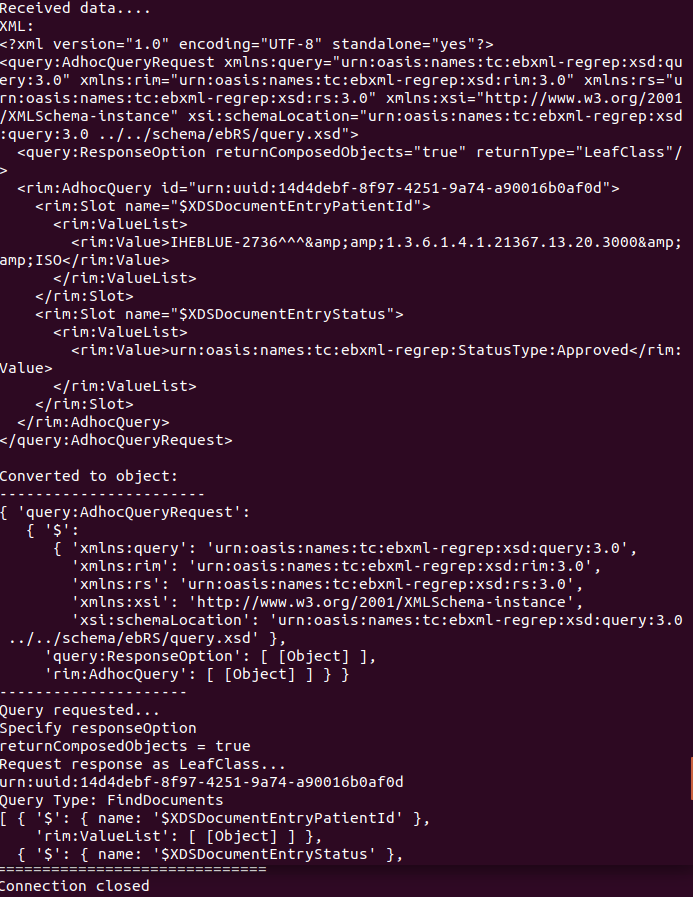 Received data....
XML:
<?xml version="1.0" encoding="UTF-8" standalone="yes"?>
<query:AdhocQueryRequest xmlns:query="urn:oasis:names:tc:ebxml-regrep:xsd:qu
ery:3.0" xmlns:rim="urn:oasis:names:tc:ebxml-regrep:xsd:rim:3.0" xmlns:rs="u
rn:oasis:names:tc:ebxml-regrep:xsd:rs:3.0" xmlns:xsi="http://www.w3.org/2001
/XMLSchema-instance" xsi:schemaLocation="urn:oasis:names:tc:ebxml-regrep:xsd
:query:3.0 ../../schema/ebRS/query.xsd">
  <query:ResponseOption returnComposedObjects="true" returnType="LeafClass"/
>
  <rim:AdhocQuery id="urn:uuid:14d4debf-8f97-4251-9a74-a90016b0af0d">
    <rim:Slot name="$XDSDocumentEntryPatientId">
      <rim:ValueList>
        <rim:Value>IHEBLUE-2736^^^&amp;amp;1.3.6.1.4.1.21367.13.20.3000&amp;
amp;ISO</rim:Value>
      </rim:ValueList>
    </rim:Slot>
    <rim:Slot name="$XDSDocumentEntryStatus">
      <rim:ValueList>
        <rim:Value>urn:oasis:names:tc:ebxml-regrep:StatusType:Approved</rim:
Value>
      </rim:ValueList>
    </rim:Slot>
  </rim:AdhocQuery>
</query:AdhocQueryRequest>

Converted to object:
-----------------------
{ 'query:AdhocQueryRequest':
   { '$':
      { 'xmlns:query': 'urn:oasis:names:tc:ebxml-regrep:xsd:query:3.0',
        'xmlns:rim': 'urn:oasis:names:tc:ebxml-regrep:xsd:rim:3.0',
        'xmlns:rs': 'urn:oasis:names:tc:ebxml-regrep:xsd:rs:3.0',
        'xmlns:xsi': 'http://www.w3.org/2001/XMLSchema-instance',
        'xsi:schemaLocation': 'urn:oasis:names:tc:ebxml-regrep:xsd:query:3.0
 ../../schema/ebRS/query.xsd' },
     'query:ResponseOption': [ [Object] ],
     'rim:AdhocQuery': [ [Object] ] } }
---------------------
Query requested...
Specify responseOption
returnComposedObjects = true
Request response as LeafClass...
urn:uuid:14d4debf-8f97-4251-9a74-a90016b0af0d
Query Type: FindDocuments
[ { '$': { name: '$XDSDocumentEntryPatientId' },
    'rim:ValueList': [ [Object] ] },
  { '$': { name: '$XDSDocumentEntryStatus' },
==============================
Connection closed